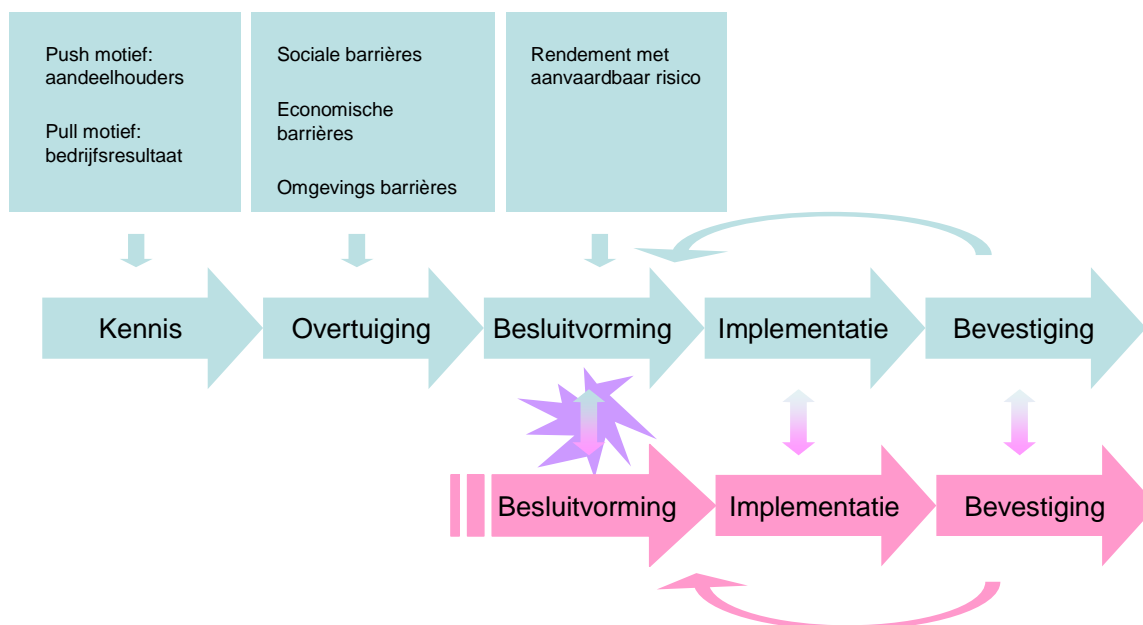 Push motief:
aandeelhouders
Pull motief:
bedrijfsresultaat
Sociale barrières
Economische
barrières
Omgevings barrières
Rendement met
aanvaardbaar risico
Kennis
Overtuiging
Besluitvorming
Implementatie
Bevestiging
Besluitvorming
Implementatie
Bevestiging